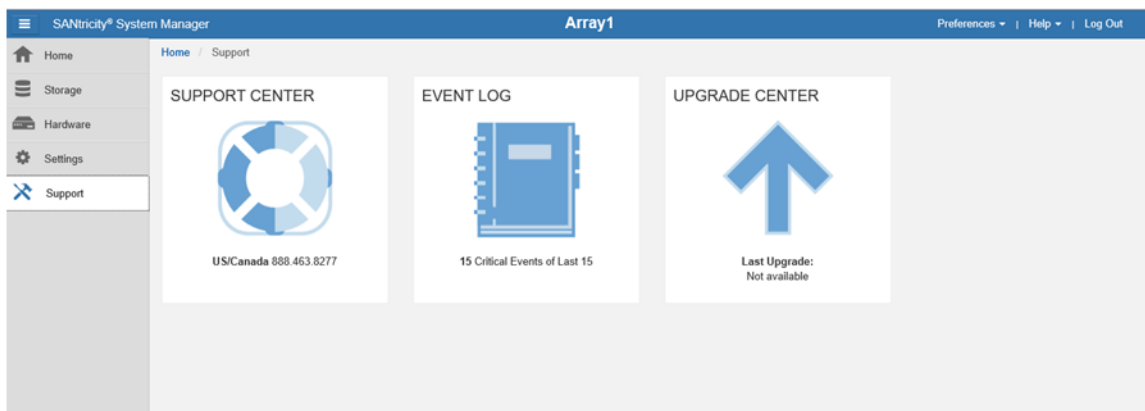 SANtricity® System Manager
Array1
Preferences | Help | Log Out
Home
Storage
Hardware
Settings
Support
Home / Support
SUPPORT CENTER
US/Canada 888.463.8277
EVENT LOG
15 Critical Events of Last 15
UPGRADE CENTER
Last Upgrade:
Not available